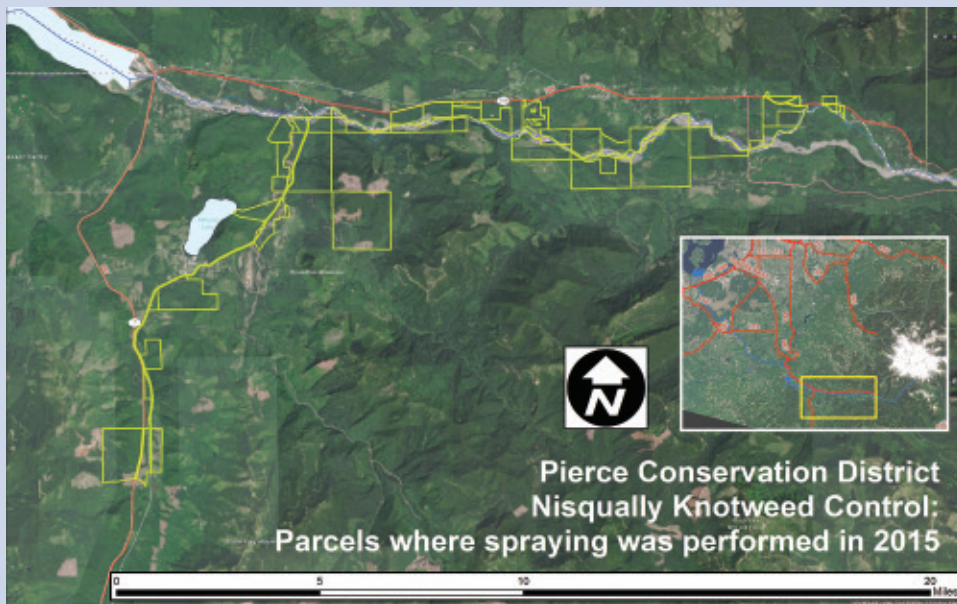 N
Pierce Conservation District
Nisqually Knotweed Control:
Parcels where spraying was performed in 2015
0 5 10 20
Miles